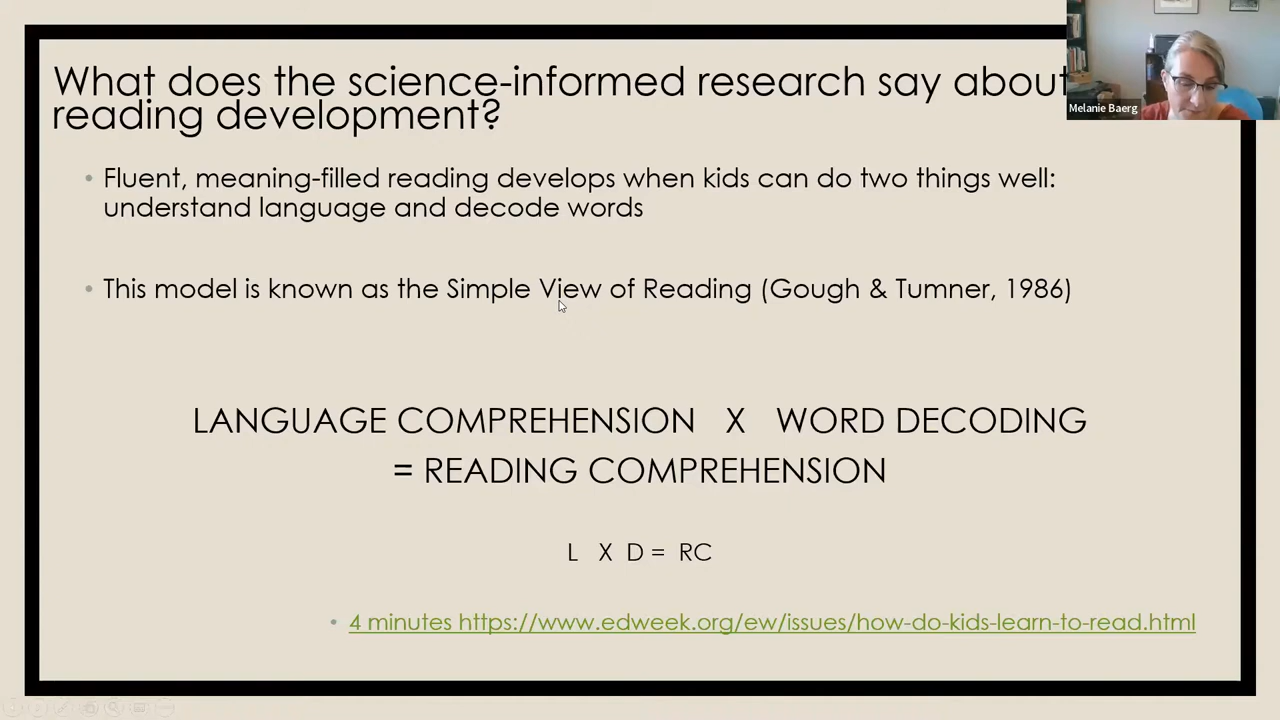 What does the science-informed research say about
reading development?
Melanie Baerg
• Fluent, meaning-filled reading develops when kids can do two things well:
understand language and decode words
• This model is known as the Simple View of Reading (Gough & Tumner, 1986)
LANGUAGE COMPREHENSION X WORD DECODING
= READING COMPREHENSION
L X D = RC
• 4 minutes https://www.edweek.org/ew/issues/how-do-kids-learn-to-read.html